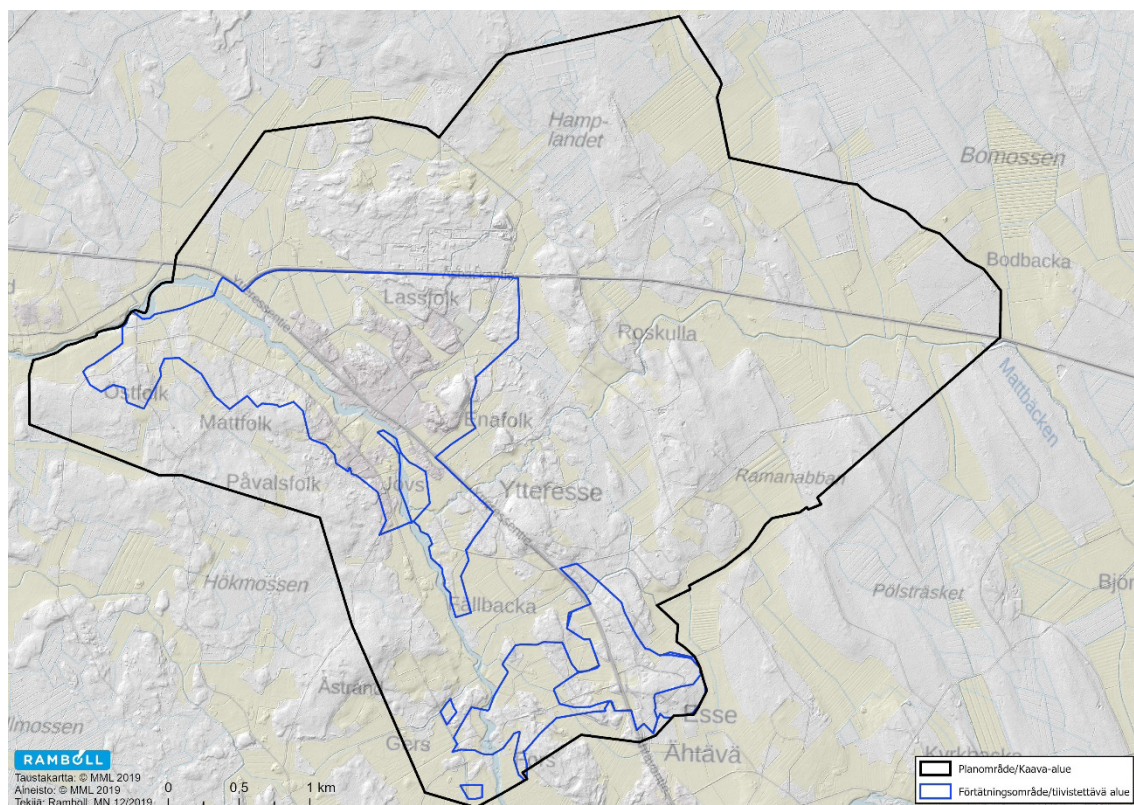 Hamp-
landet
Bomossen
Bodbacka
Lassfolk
Roskulla
Mattbäcken
Östfolk
Mattfolk
Enafolk
Påvalsfolk
Jovs
Ytteresse
Ramanabban
Hökmossen
Pölsträsket
Fällbacka
Åstrand
Gers
Esse
Ähtävä
Kyrkbacka
RAMBOLL
Taustakartta: © MML 2019
Aineisto: © MML 2019
Tekijä: Ramboll, MN 12/2019
0 0,5 1 km
Planområde/Kaava-alue
Förtätningsområde/tiivistettävä alue